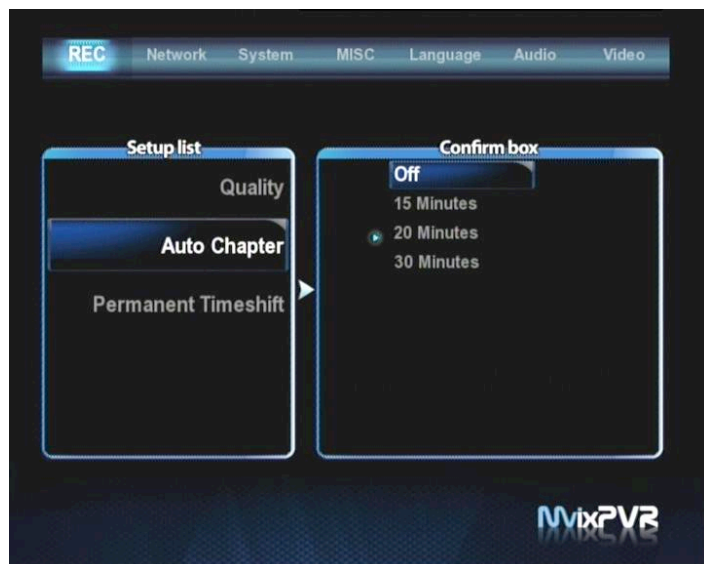 REC Network System MISC Language Audio Video
Setup list
Quality
Auto Chapter
Permanent Timeshift
Confirm box
Off
15 Minutes
20 Minutes
30 Minutes
MvixPVR